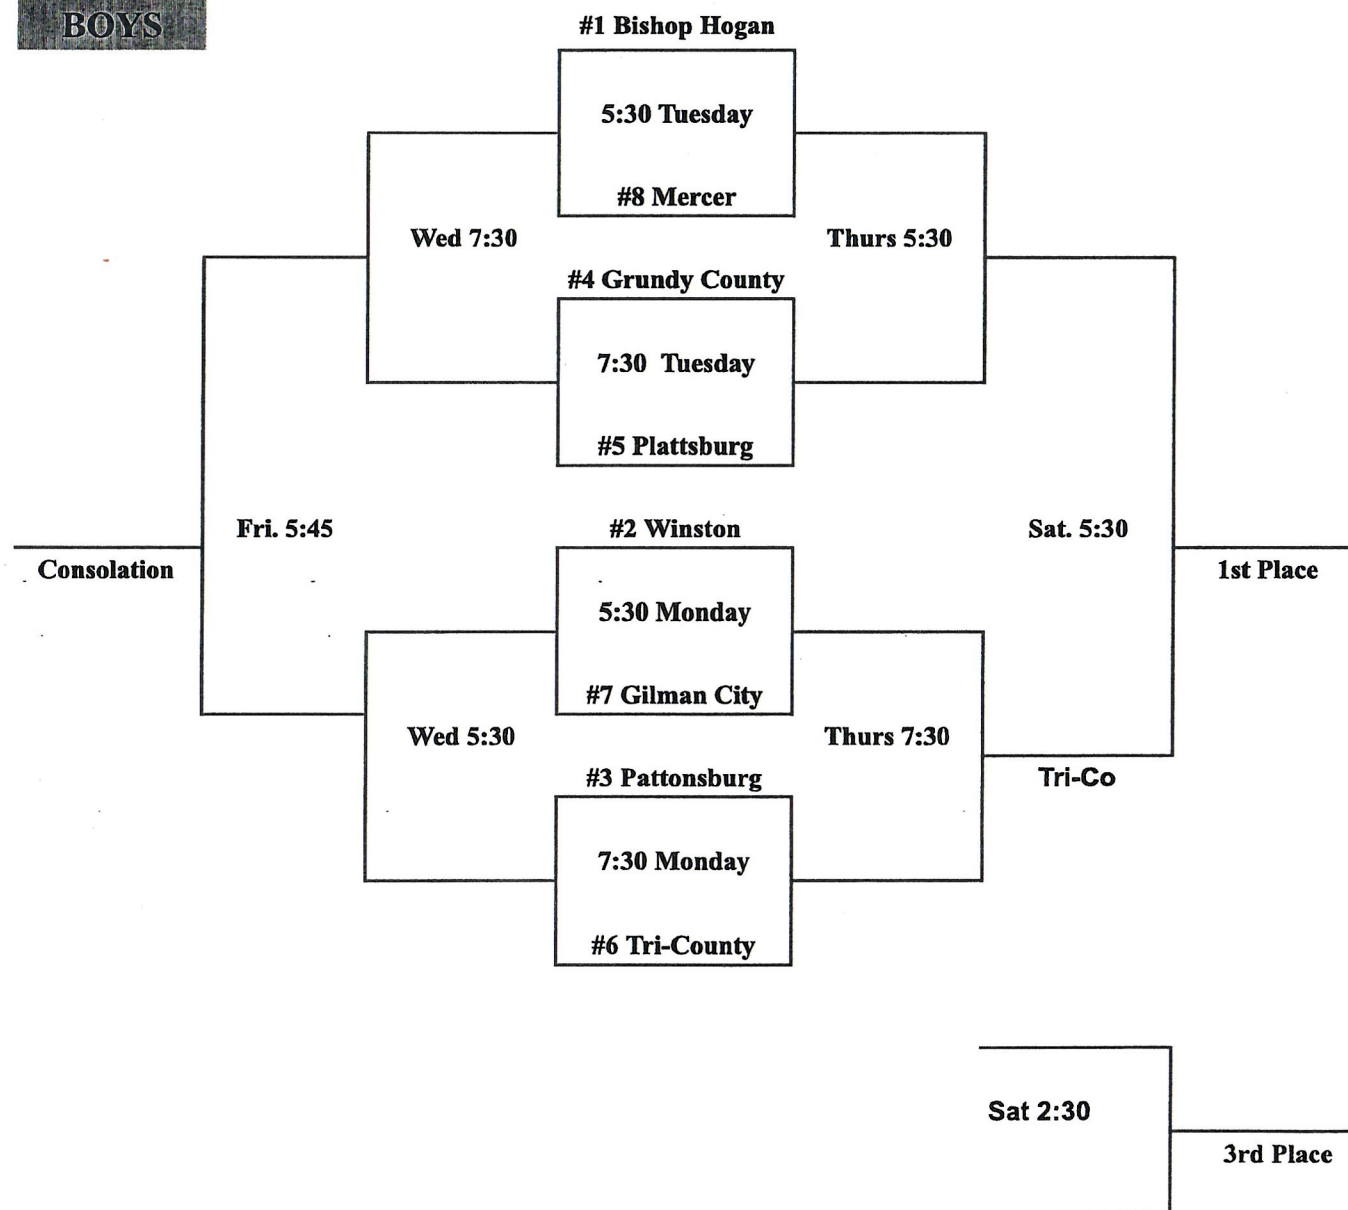 BOYS
#1 Bishop Hogan
5:30 Tuesday
#8 Mercer
Wed 7:30
Thurs 5:30
#4 Grundy County
7:30 Tuesday
#5 Plattsburg
Fri. 5:45
#2 Winston
Sat. 5:30
Consolation
1st Place
5:30 Monday
#7 Gilman City
Wed 5:30
Thurs 7:30
#3 Pattonsburg
Tri-Co
7:30 Monday
#6 Tri-County
Sat 2:30
3rd Place